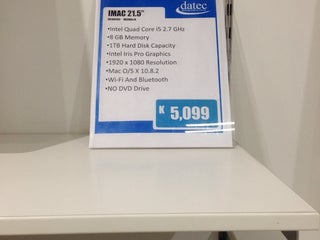 IMAC 21.5"
datec
•Intel Quad Core i5 2.7 GHz
•8 GB Memory
•1TB Hard Disk Capacity
•Intel Iris Pro Graphics
•1920 x 1080 Resolution
•Mac O/S X 10.8.2
•Wi-Fi And Bluetooth
•NO DVD Drive
K 5,099